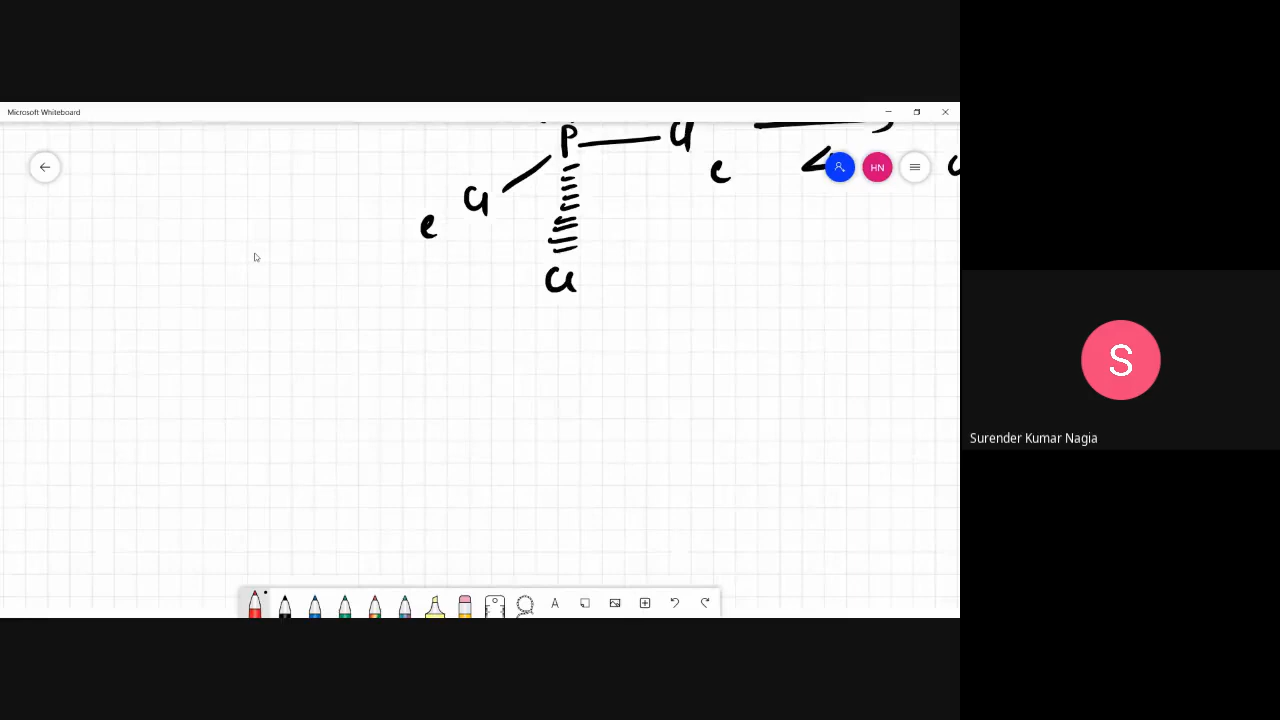 Microsoft Whiteboard
P Cl
e
HN
Cl
e
Cl
S
Surender Kumar Nagia
A